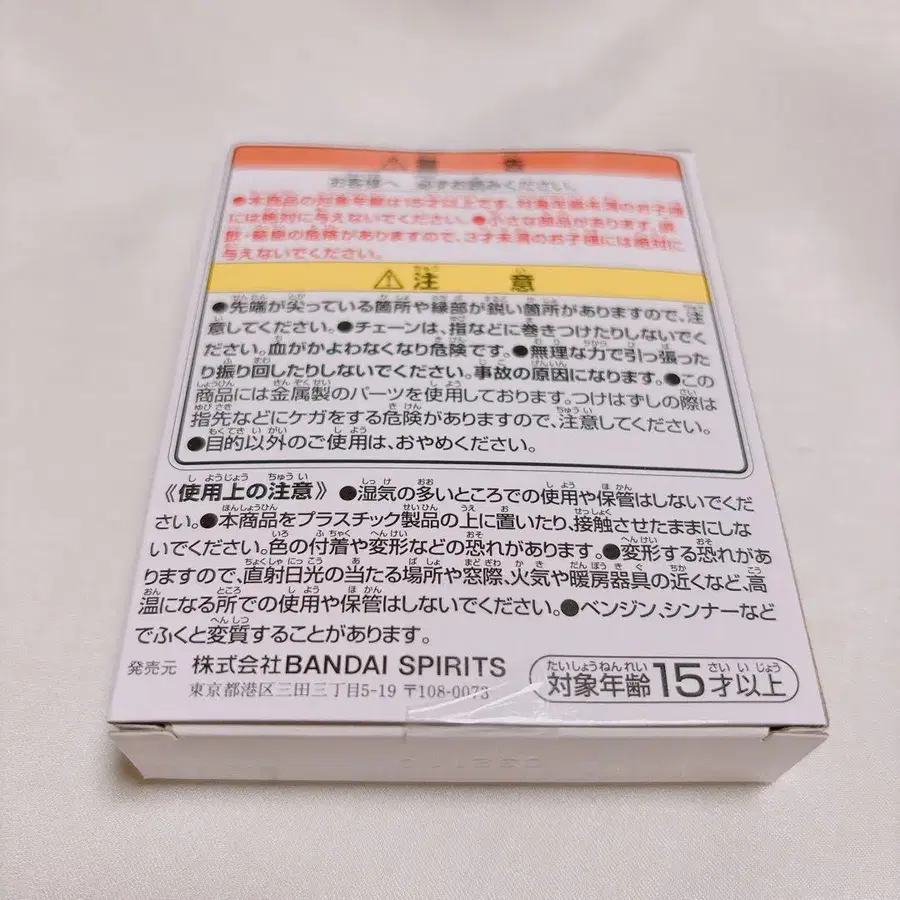 ⚠警告
お客様へ 必ずお読みください。
●本商品の対象年齢は15才以上です。対象年齢未満のお子様
には絶対に与えないでください。●小さな部品があります。誤
飲・窒息の危険がありますので、3才未満のお子様には絶対に
与えないでください。
⚠注意
●先端が尖っている箇所や縁部が鋭い箇所がありますので、注
意してください。●チェーンは、指などに巻きつけたりしないでく
ださい。血がかよわなくなり危険です。●無理な力で引っ張った
り振り回したりしないでください。事故の原因になります。●この
商品には金属製のパーツを使用しております。つけはずしの際は
指先などにケガをする危険がありますので、注意してください。
●目的以外のご使用は、おやめください。
《使用上の注意》●湿気の多いところでの使用や保管はしないでくだ
さい。●本商品をプラスチック製品の上に置いたり、接触させたままにしな
いでください。色の付着や変形などの恐れがあります。●変形する恐れがあ
りますので、直射日光の当たる場所や窓際、火気や暖房器具の近くなど、高
温になる所での使用や保管はしないでください。●ベンジン、シンナーなど
でふくと変質することがあります。
発売元 株式会社BANDAI SPIRITS
東京都港区三田三丁目5-19 〒108-0073
対象年齢15才以上